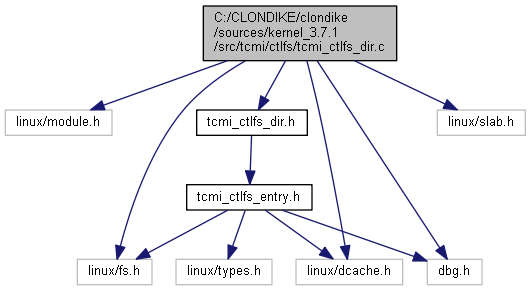 C:/CLONDIKE/clondike
/sources/kernel_3.7.1
/src/tcmi/ctlfs/tcmi_ctlfs_dir.c
linux/module.h
tcmi_ctlfs_dir.h
linux/slab.h
tcmi_ctlfs_entry.h
linux/fs.h
linux/types.h
linux/dcache.h
dbg.h